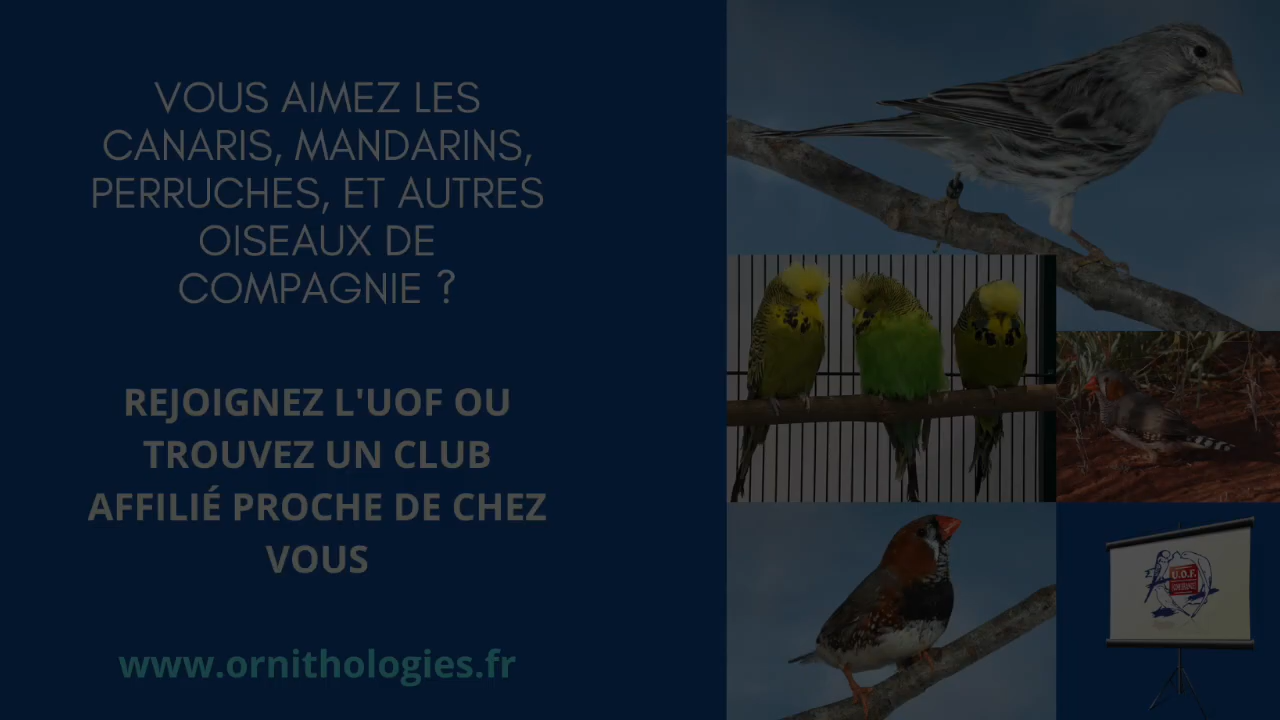 VOUS AIMEZ LES
CANARIS, MANDARINS,
PERRUCHES, ET AUTRES
OISEAUX DE
COMPAGNIE ?
REJOIGNEZ L'UOF OU
TROUVEZ UN CLUB
AFFILIÉ PROCHE DE CHEZ
VOUS
www.ornithologies.fr
U.O.F.